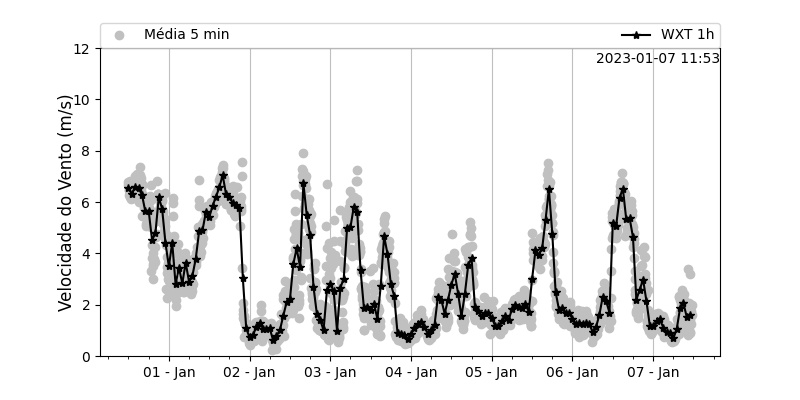 Média 5 min
WXT 1h
2023-01-07 11:53
Velocidade do Vento (m/s)
12
10
8
6
4
2
0
01 - Jan
02 - Jan
03 - Jan
04 - Jan
05 - Jan
06 - Jan
07 - Jan